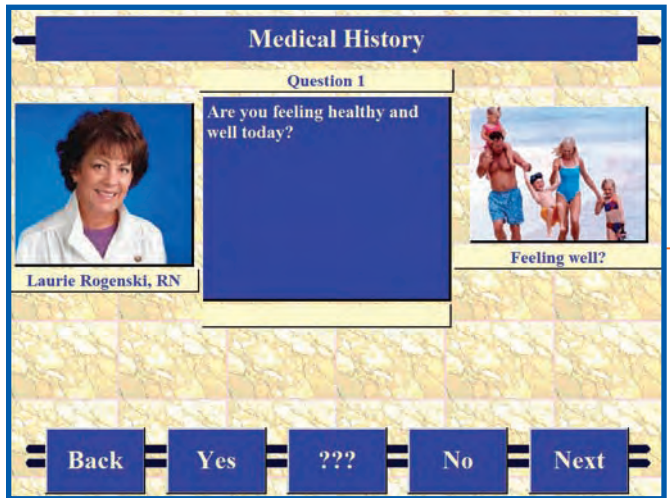 Medical History
Question 1
Are you feeling healthy and
well today?
Laurie Rogenski, RN
Feeling well?
Back
Yes
???
No
Next